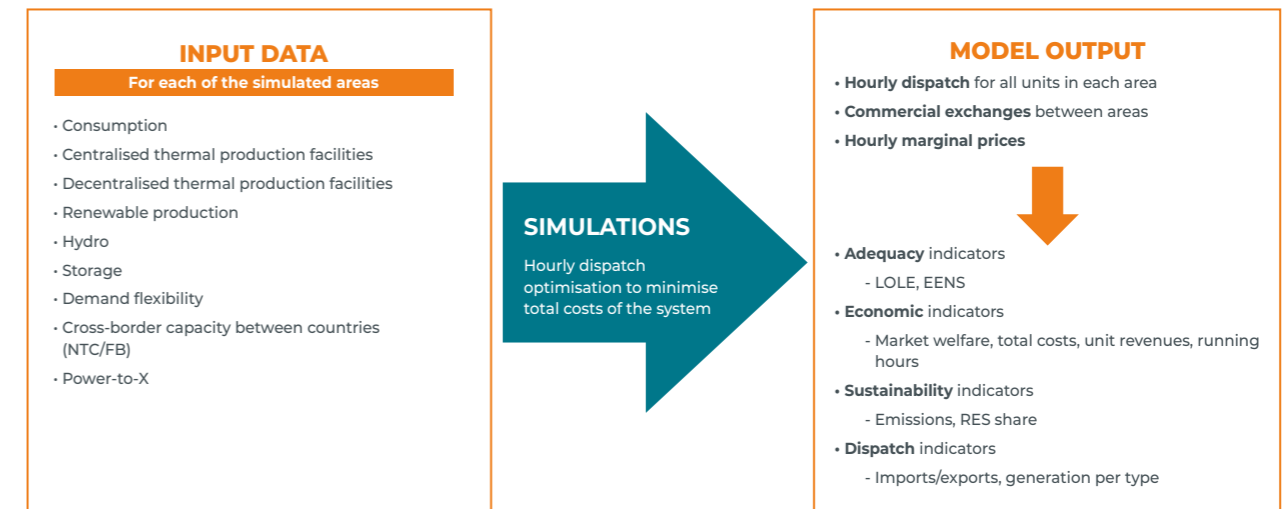 INPUT DATA
For each of the simulated areas
• Consumption
• Centralised thermal production facilities
• Decentralised thermal production facilities
• Renewable production
• Hydro
• Storage
• Demand flexibility
• Cross-border capacity between countries
(NTC/FB)
• Power-to-X
SIMULATIONS
Hourly dispatch
optimisation to minimise
total costs of the system
MODEL OUTPUT
• Hourly dispatch for all units in each area
• Commercial exchanges between areas
• Hourly marginal prices
• Adequacy indicators
- LOLE, EENS
• Economic indicators
- Market welfare, total costs, unit revenues, running
hours
• Sustainability indicators
- Emissions, RES share
• Dispatch indicators
- Imports/exports, generation per type